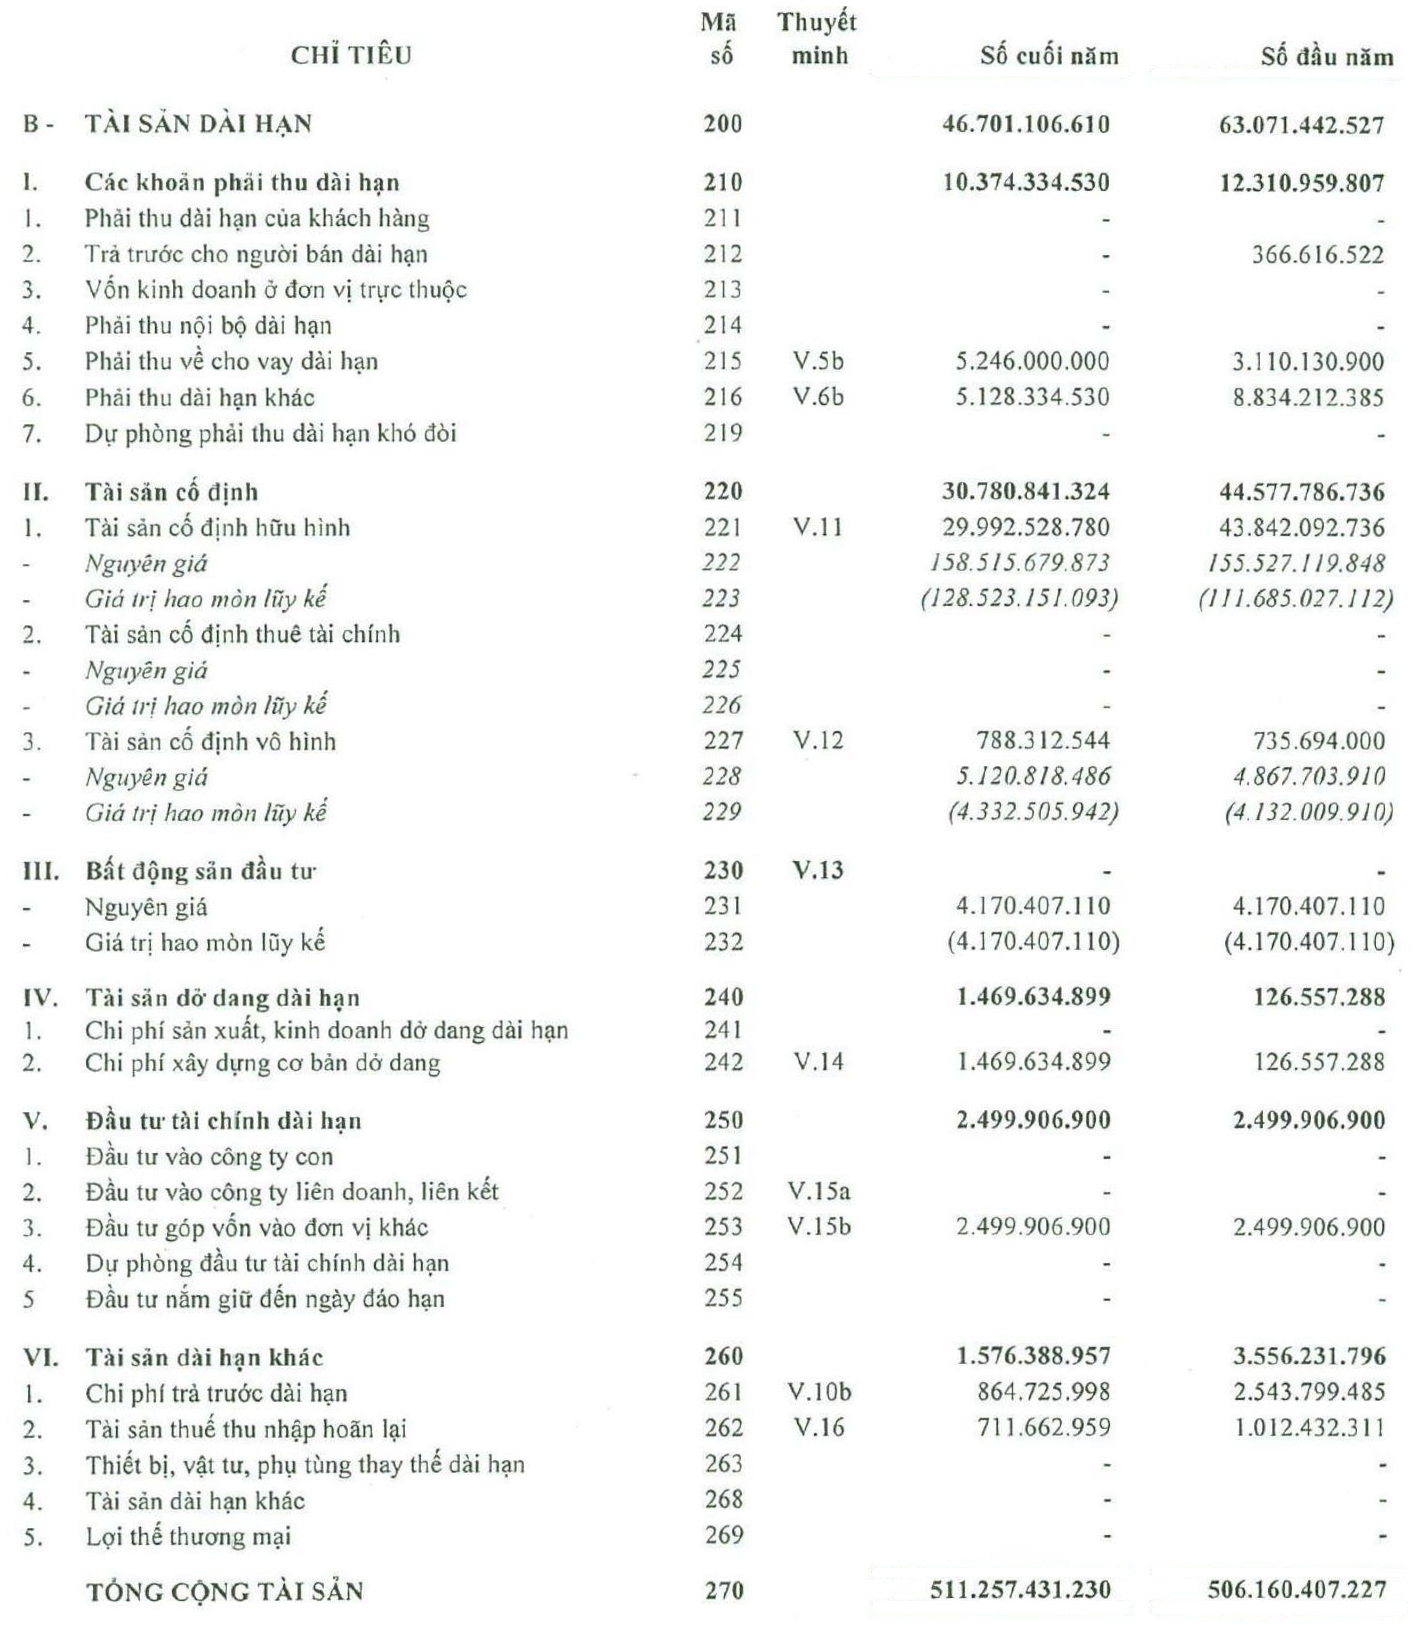 CHỈ TIÊU Mã số Thuyết minh Số cuối năm Số đầu năm
B - TÀI SẢN DÀI HẠN 200 46.701.106.610 63.071.442.527
I. Các khoản phải thu dài hạn 210 10.374.334.530 12.310.959.807
1. Phải thu dài hạn của khách hàng 211 - -
2. Trả trước cho người bán dài hạn 212 - 366.616.522
3. Vốn kinh doanh ở đơn vị trực thuộc 213 - -
4. Phải thu nội bộ dài hạn 214 - -
5. Phải thu về cho vay dài hạn 215 V.5b 5.246.000.000 3.110.130.900
6. Phải thu dài hạn khác 216 V.6b 5.128.334.530 8.834.212.385
7. Dự phòng phải thu dài hạn khó đòi 219 - -
II. Tài sản cố định 220 30.780.841.324 44.577.786.736
1. Tài sản cố định hữu hình 221 V.11 29.992.528.780 43.842.092.736
- Nguyên giá 222 158.515.679.873 155.527.119.848
- Giá trị hao mòn lũy kế 223 (128.523.151.093) (111.685.027.112)
2. Tài sản cố định thuê tài chính 224 - -
- Nguyên giá 225 - -
- Giá trị hao mòn lũy kế 226 - -
3. Tài sản cố định vô hình 227 V.12 788.312.544 735.694.000
- Nguyên giá 228 5.120.818.486 4.867.703.910
- Giá trị hao mòn lũy kế 229 (4.332.505.942) (4.132.009.910)
III. Bất động sản đầu tư 230 V.13 - -
- Nguyên giá 231 4.170.407.110 4.170.407.110
- Giá trị hao mòn lũy kế 232 (4.170.407.110) (4.170.407.110)
IV. Tài sản dở dang dài hạn 240 1.469.634.899 126.557.288
1. Chi phí sản xuất, kinh doanh dở dang dài hạn 241 - -
2. Chi phí xây dựng cơ bản dở dang 242 V.14 1.469.634.899 126.557.288
V. Đầu tư tài chính dài hạn 250 2.499.906.900 2.499.906.900
1. Đầu tư vào công ty con 251 - -
2. Đầu tư vào công ty liên doanh, liên kết 252 V.15a - -
3. Đầu tư góp vốn vào đơn vị khác 253 V.15b 2.499.906.900 2.499.906.900
4. Dự phòng đầu tư tài chính dài hạn 254 - -
5 Đầu tư nắm giữ đến ngày đáo hạn 255 - -
VI. Tài sản dài hạn khác 260 1.576.388.957 3.556.231.796
1. Chi phí trả trước dài hạn 261 V.10b 864.725.998 2.543.799.485
2. Tài sản thuế thu nhập hoãn lại 262 V.16 711.662.959 1.012.432.311
3. Thiết bị, vật tư, phụ tùng thay thế dài hạn 263 - -
4. Tài sản dài hạn khác 268 - -
5. Lợi thế thương mại 269 - -
TỔNG CỘNG TÀI SẢN 270 511.257.431.230 506.160.407.227